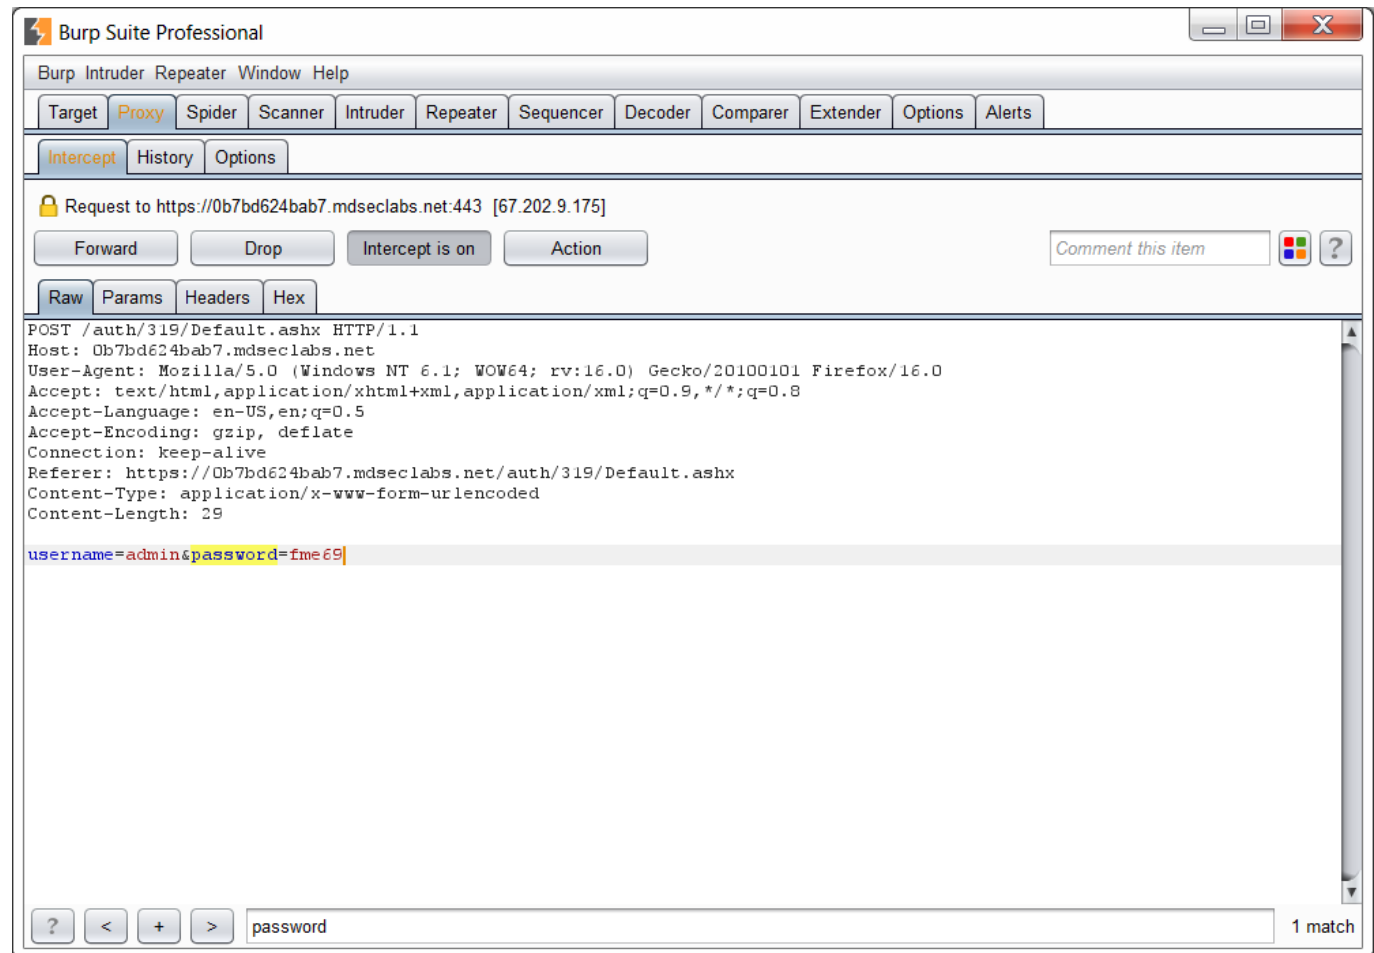 Burp Suite Professional
Burp Intruder Repeater Window Help
Target Proxy Spider Scanner Intruder Repeater Sequencer Decoder Comparer Extender Options Alerts
Intercept History Options
Request to https://0b7bd624bab7.mdseclabs.net:443 [67.202.9.175]
Forward Drop Intercept is on Action Comment this item ?
Raw Params Headers Hex
POST /auth/319/Default.ashx HTTP/1.1
Host: 0b7bd624bab7.mdseclabs.net
User-Agent: Mozilla/5.0 (Windows NT 6.1; WOW64; rv:16.0) Gecko/20100101 Firefox/16.0
Accept: text/html,application/xhtml+xml,application/xml;q=0.9,*/*;q=0.8
Accept-Language: en-US,en;q=0.5
Accept-Encoding: gzip, deflate
Connection: keep-alive
Referer: https://0b7bd624bab7.mdseclabs.net/auth/319/Default.ashx
Content-Type: application/x-www-form-urlencoded
Content-Length: 29
username=admin&password=fme69
? < + > password 1 match